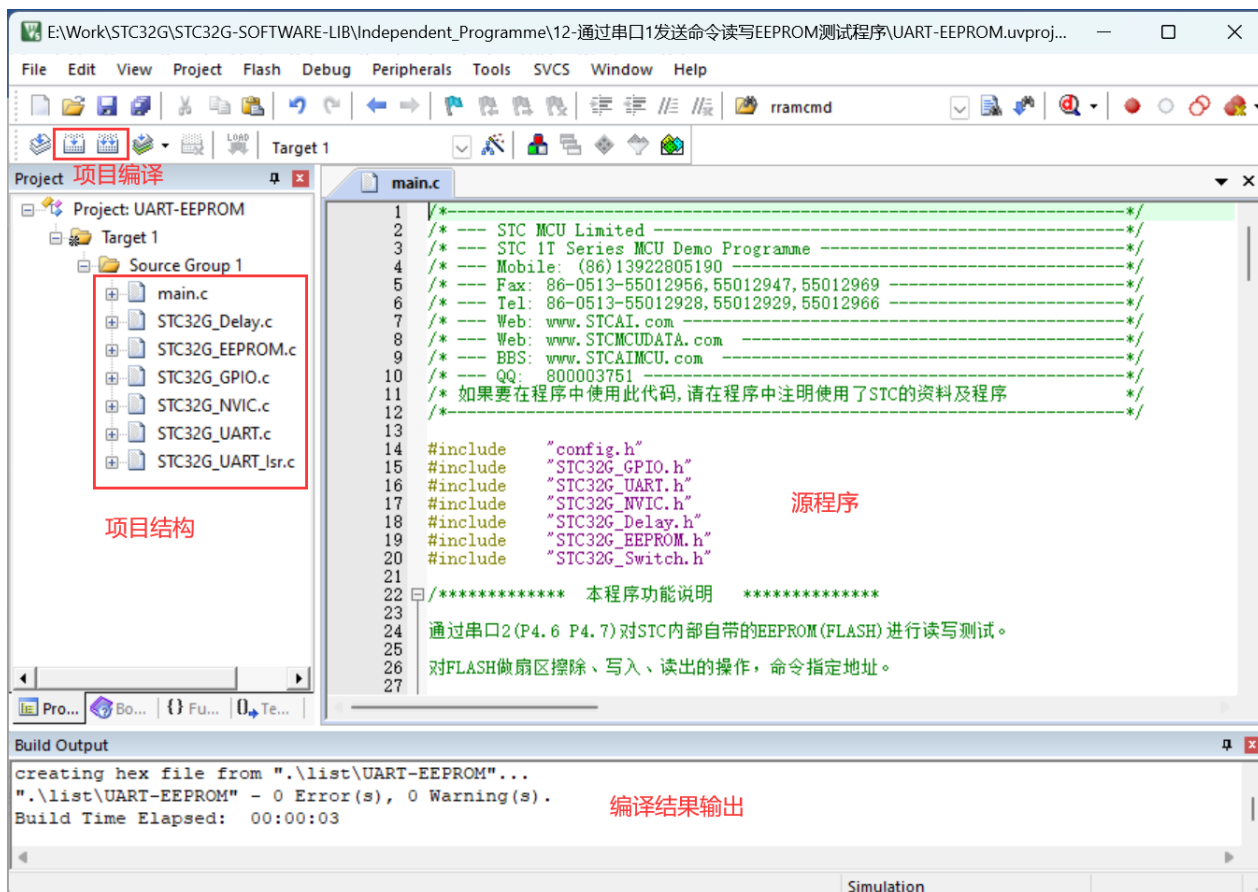 E:\Work\STC32G\STC32G-SOFTWARE-LIB\Independent_Programme\12-通过串口1发送命令读写EEPROM测试程序\UART-EEPROM.uvproj...
File Edit View Project Flash Debug Peripherals Tools SVCS Window Help
rramcmd
LOAD
Target 1
Project 项目编译
main.c
Project: UART-EEPROM
Target 1
Source Group 1
main.c
STC32G_Delay.c
STC32G_EEPROM.c
STC32G_GPIO.c
STC32G_NVIC.c
STC32G_UART.c
STC32G_UART_Isr.c
项目结构
1 /*---------------------------------------------------------------------*/
2 /* --- STC MCU Limited ------------------------------------------------*/
3 /* --- STC 1T Series MCU Demo Programme -------------------------------*/
4 /* --- Mobile: (86)13922805190 ----------------------------------------*/
5 /* --- Fax: 86-0513-55012956,55012947,55012969 ------------------------*/
6 /* --- Tel: 86-0513-55012928,55012929,55012966 ------------------------*/
7 /* --- Web: www.STCAI.com ---------------------------------------------*/
8 /* --- Web: www.STCMCUDATA.com ---------------------------------------*/
9 /* --- BBS: www.STCAIMCU.com -----------------------------------------*/
10 /* --- QQ: 800003751 -------------------------------------------------*/
11 /* 如果要在程序中使用此代码,请在程序中注明使用了STC的资料及程序 */
12 /*---------------------------------------------------------------------*/
13
14 #include "config.h"
15 #include "STC32G_GPIO.h"
16 #include "STC32G_UART.h"
17 #include "STC32G_NVIC.h"
源程序
18 #include "STC32G_Delay.h"
19 #include "STC32G_EEPROM.h"
20 #include "STC32G_Switch.h"
21
22 /************* 本程序功能说明 **************
23
24 通过串口2(P4.6 P4.7)对STC内部自带的EEPROM(FLASH)进行读写测试。
25
26 对FLASH做扇区擦除、写入、读出的操作，命令指定地址。
27
Pro... Bo... {} Fu... Te...
Build Output
creating hex file from ".\list\UART-EEPROM"...
".\list\UART-EEPROM" - 0 Error(s), 0 Warning(s).
Build Time Elapsed: 00:00:03
编译结果输出
Simulation